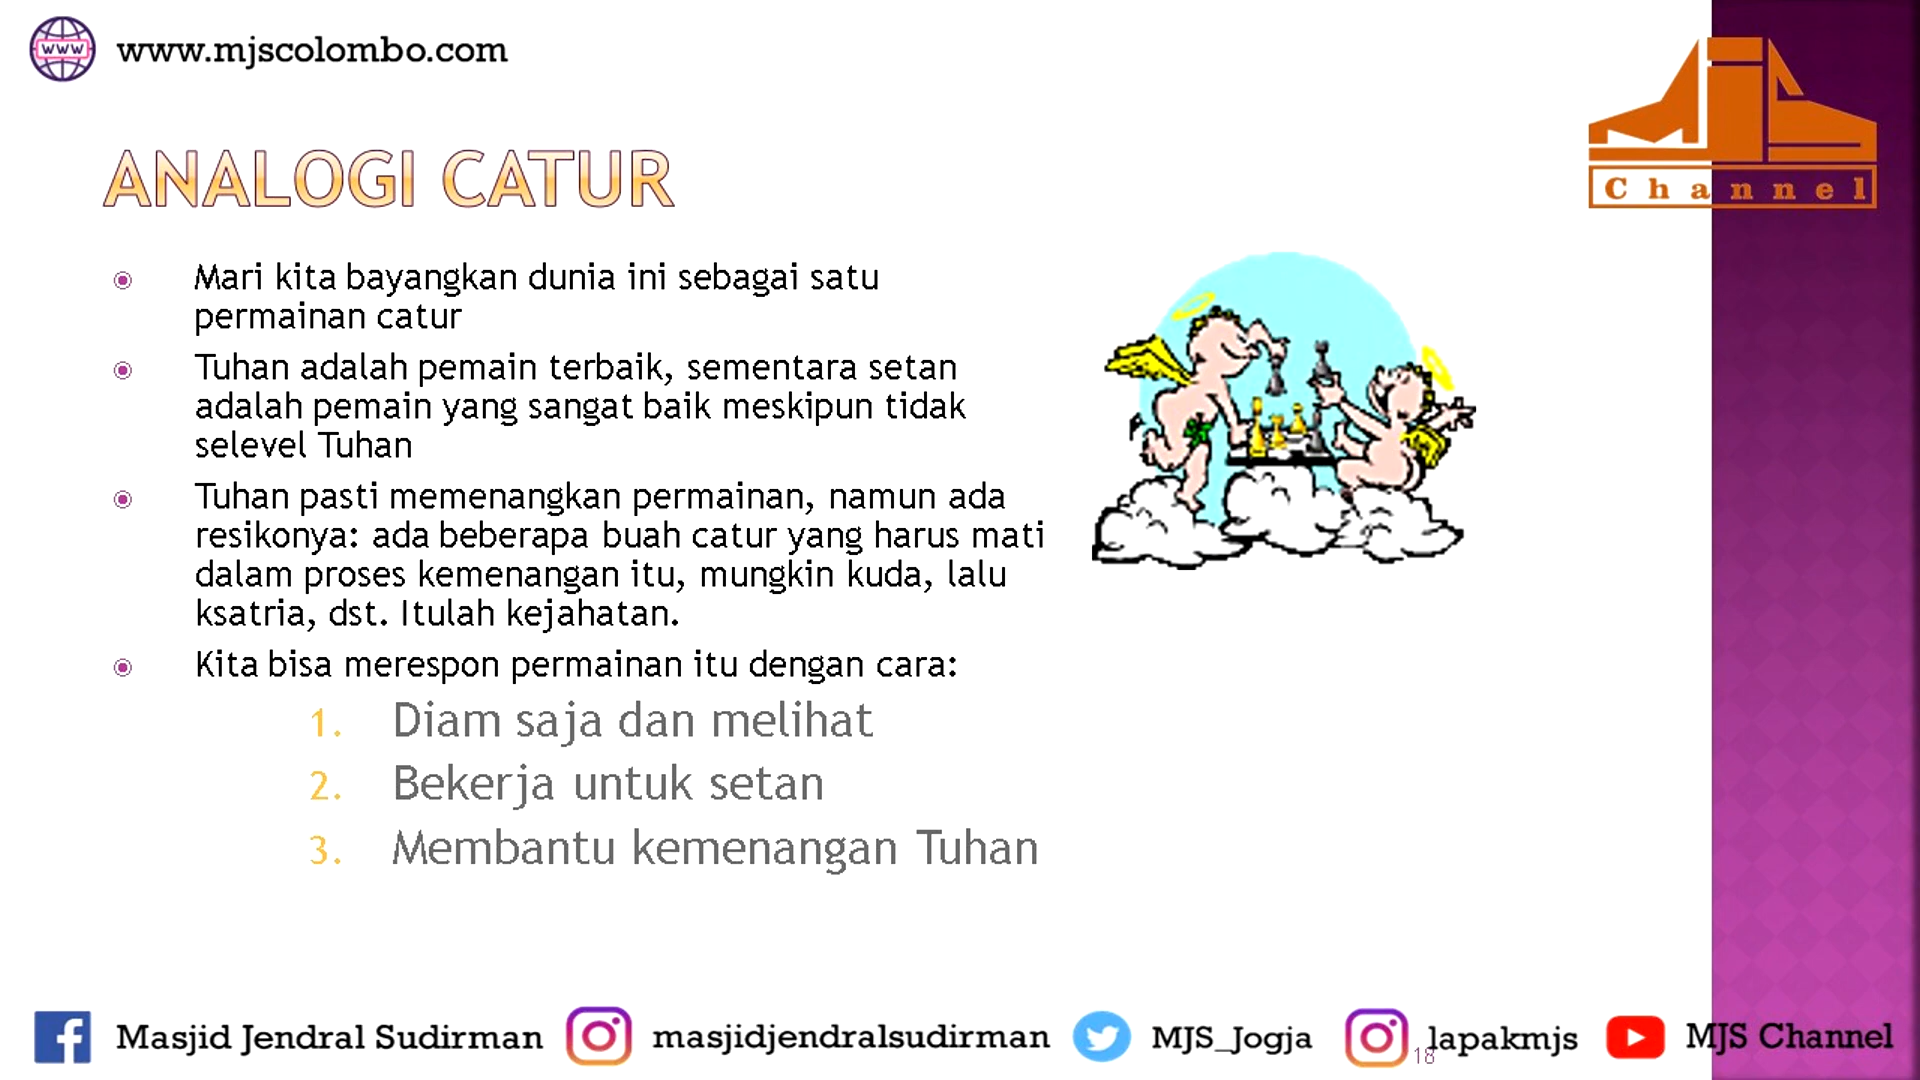 www
www.mjscolombo.com
MJS
Channel
ANALOGI CATUR
Mari kita bayangkan dunia ini sebagai satu
permainan catur
Tuhan adalah pemain terbaik, sementara setan
adalah pemain yang sangat baik meskipun tidak
selevel Tuhan
Tuhan pasti memenangkan permainan, namun ada
resikonya: ada beberapa buah catur yang harus mati
dalam proses kemenangan itu, mungkin kuda, lalu
ksatria, dst. Itulah kejahatan.
Kita bisa merespon permainan itu dengan cara:
1. Diam saja dan melihat
2. Bekerja untuk setan
3. Membantu kemenangan Tuhan
Masjid Jendral Sudirman masjidjendralsudirman MJS_Jogja lapakmjs MJS Channel
18